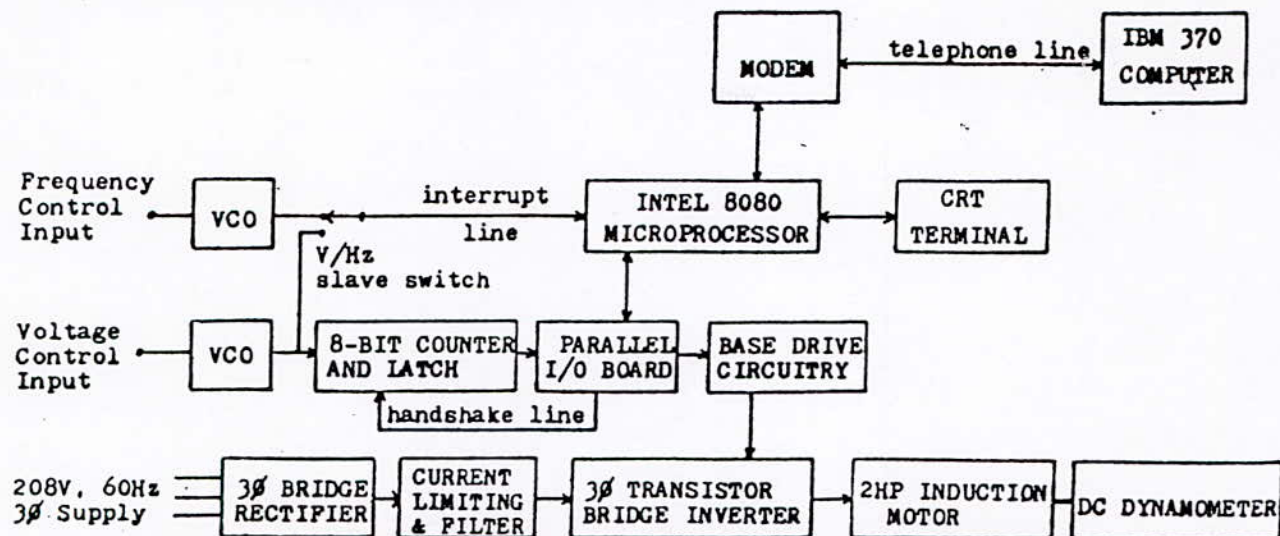 MODEM
telephone line
IBM 370
COMPUTER
Frequency
Control
Input
VCO
interrupt
line
V/Hz
slave switch
INTEL 8080
MICROPROCESSOR
CRT
TERMINAL
Voltage
Control
Input
VCO
8-BIT COUNTER
AND LATCH
PARALLEL
I/O BOARD
BASE DRIVE
CIRCUITRY
handshake line
208V, 60Hz
3Ø Supply
3Ø BRIDGE
RECTIFIER
CURRENT
LIMITING
& FILTER
3Ø TRANSISTOR
BRIDGE INVERTER
2HP INDUCTION
MOTOR
DC DYNAMOMETER